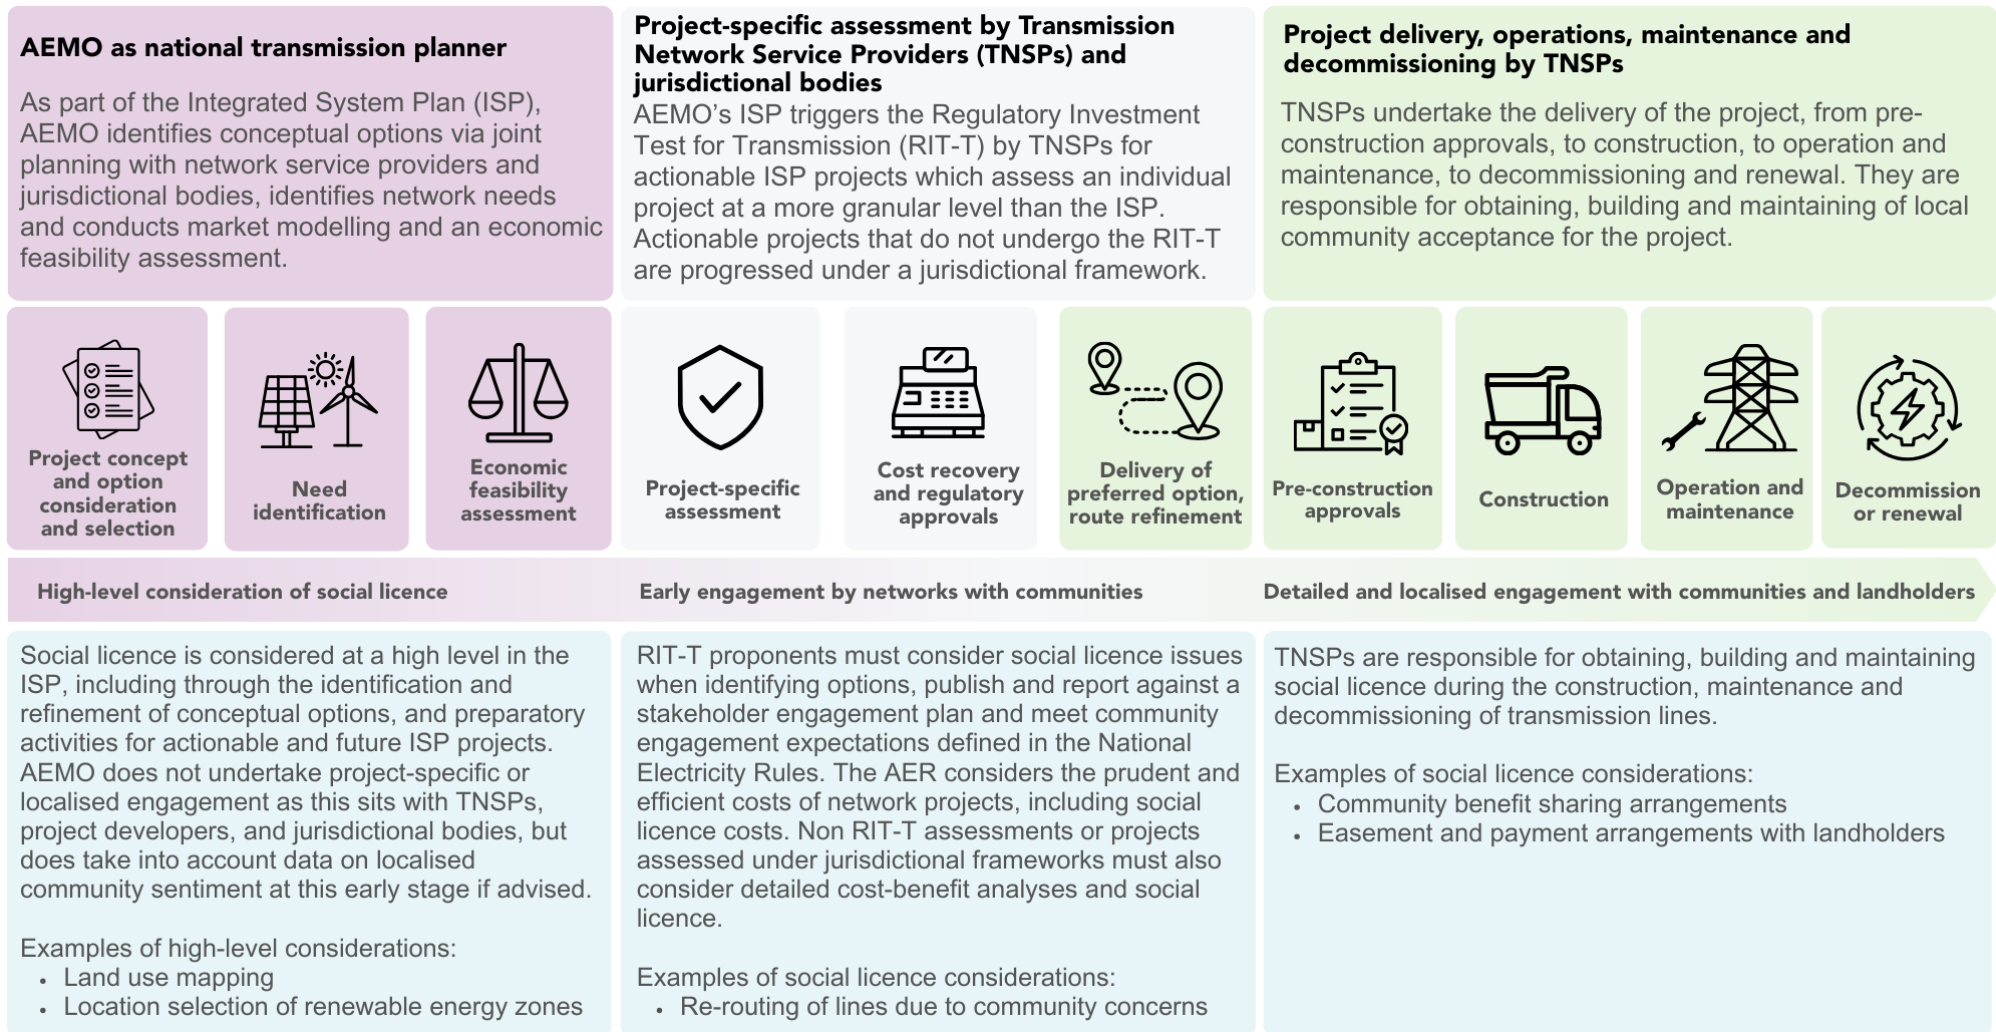 AEMO as national transmission planner
As part of the Integrated System Plan (ISP),
AEMO identifies conceptual options via joint
planning with network service providers and
jurisdictional bodies, identifies network needs
and conducts market modelling and an economic
feasibility assessment.
Project-specific assessment by Transmission
Network Service Providers (TNSPs) and
jurisdictional bodies
AEMO’s ISP triggers the Regulatory Investment
Test for Transmission (RIT-T) by TNSPs for
actionable ISP projects which assess an individual
project at a more granular level than the ISP.
Actionable projects that do not undergo the RIT-T
are progressed under a jurisdictional framework.
Project delivery, operations, maintenance and
decommissioning by TNSPs
TNSPs undertake the delivery of the project, from pre-
construction approvals, to construction, to operation and
maintenance, to decommissioning and renewal. They are
responsible for obtaining, building and maintaining of local
community acceptance for the project.
Project concept
and option
consideration
and selection
Need
identification
Economic
feasibility
assessment
Project-specific
assessment
Cost recovery
and regulatory
approvals
Delivery of
preferred option,
route refinement
Pre-construction
approvals
Construction
Operation and
maintenance
Decommission
or renewal
High-level consideration of social licence
Early engagement by networks with communities
Detailed and localised engagement with communities and landholders
Social licence is considered at a high level in the
ISP, including through the identification and
refinement of conceptual options, and preparatory
activities for actionable and future ISP projects.
AEMO does not undertake project-specific or
localised engagement as this sits with TNSPs,
project developers, and jurisdictional bodies, but
does take into account data on localised
community sentiment at this early stage if advised.
Examples of high-level considerations:
• Land use mapping
• Location selection of renewable energy zones
RIT-T proponents must consider social licence issues
when identifying options, publish and report against a
stakeholder engagement plan and meet community
engagement expectations defined in the National
Electricity Rules. The AER considers the prudent and
efficient costs of network projects, including social
licence costs. Non RIT-T assessments or projects
assessed under jurisdictional frameworks must also
consider detailed cost-benefit analyses and social
licence.
Examples of social licence considerations:
• Re-routing of lines due to community concerns
TNSPs are responsible for obtaining, building and maintaining
social licence during the construction, maintenance and
decommissioning of transmission lines.
Examples of social licence considerations:
• Community benefit sharing arrangements
• Easement and payment arrangements with landholders